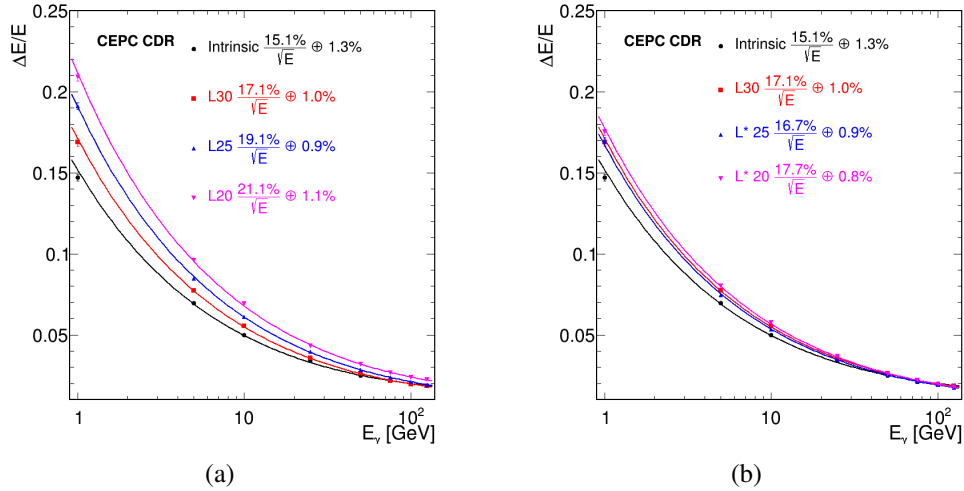 ΔE/E
0.25
0.2
0.15
0.1
0.05
CEPC CDR
Intrinsic 15.1%/√E ⊕ 1.3%
L30 17.1%/√E ⊕ 1.0%
L25 19.1%/√E ⊕ 0.9%
L20 21.1%/√E ⊕ 1.1%
1 10 10²
Eγ [GeV]
(a)
ΔE/E
0.25
0.2
0.15
0.1
0.05
CEPC CDR
Intrinsic 15.1%/√E ⊕ 1.3%
L30 17.1%/√E ⊕ 1.0%
L* 25 16.7%/√E ⊕ 0.9%
L* 20 17.7%/√E ⊕ 0.8%
1 10 10²
Eγ [GeV]
(b)